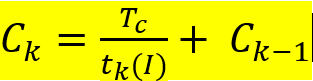 C_k = T_c / t_k(I) + C_{k-1}